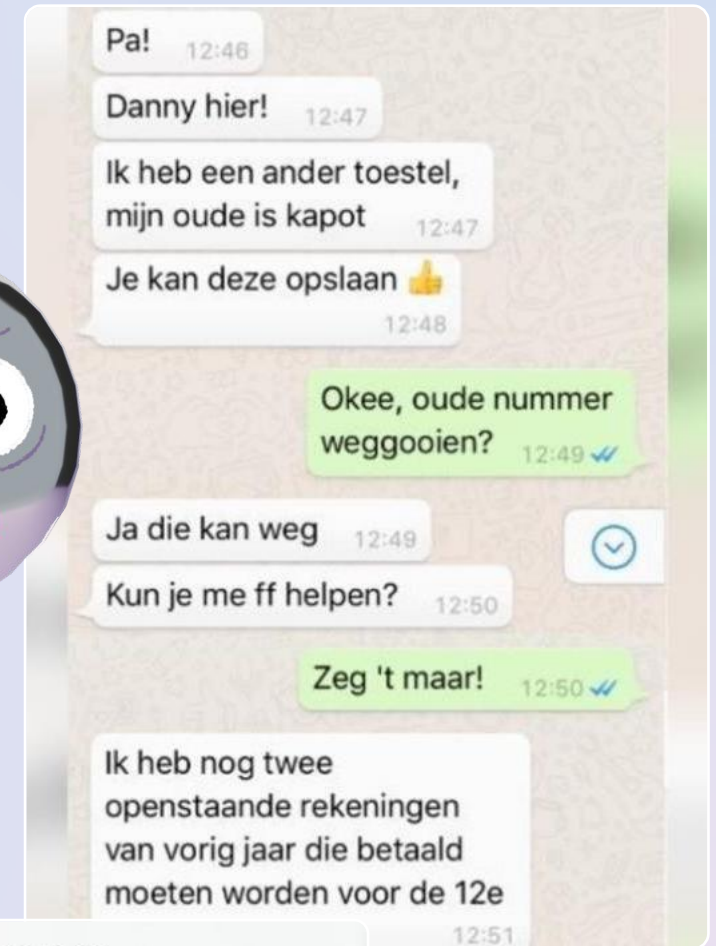 Pa! 12:46
Danny hier! 12:47
Ik heb een ander toestel,
mijn oude is kapot 12:47
Je kan deze opslaan 👍
12:48
Okee, oude nummer
weggooien? 12:49
Ja die kan weg 12:49
Kun je me ff helpen? 12:50
Zeg 't maar! 12:50
Ik heb nog twee
openstaande rekeningen
van vorig jaar die betaald
moeten worden voor de 12e
12:51